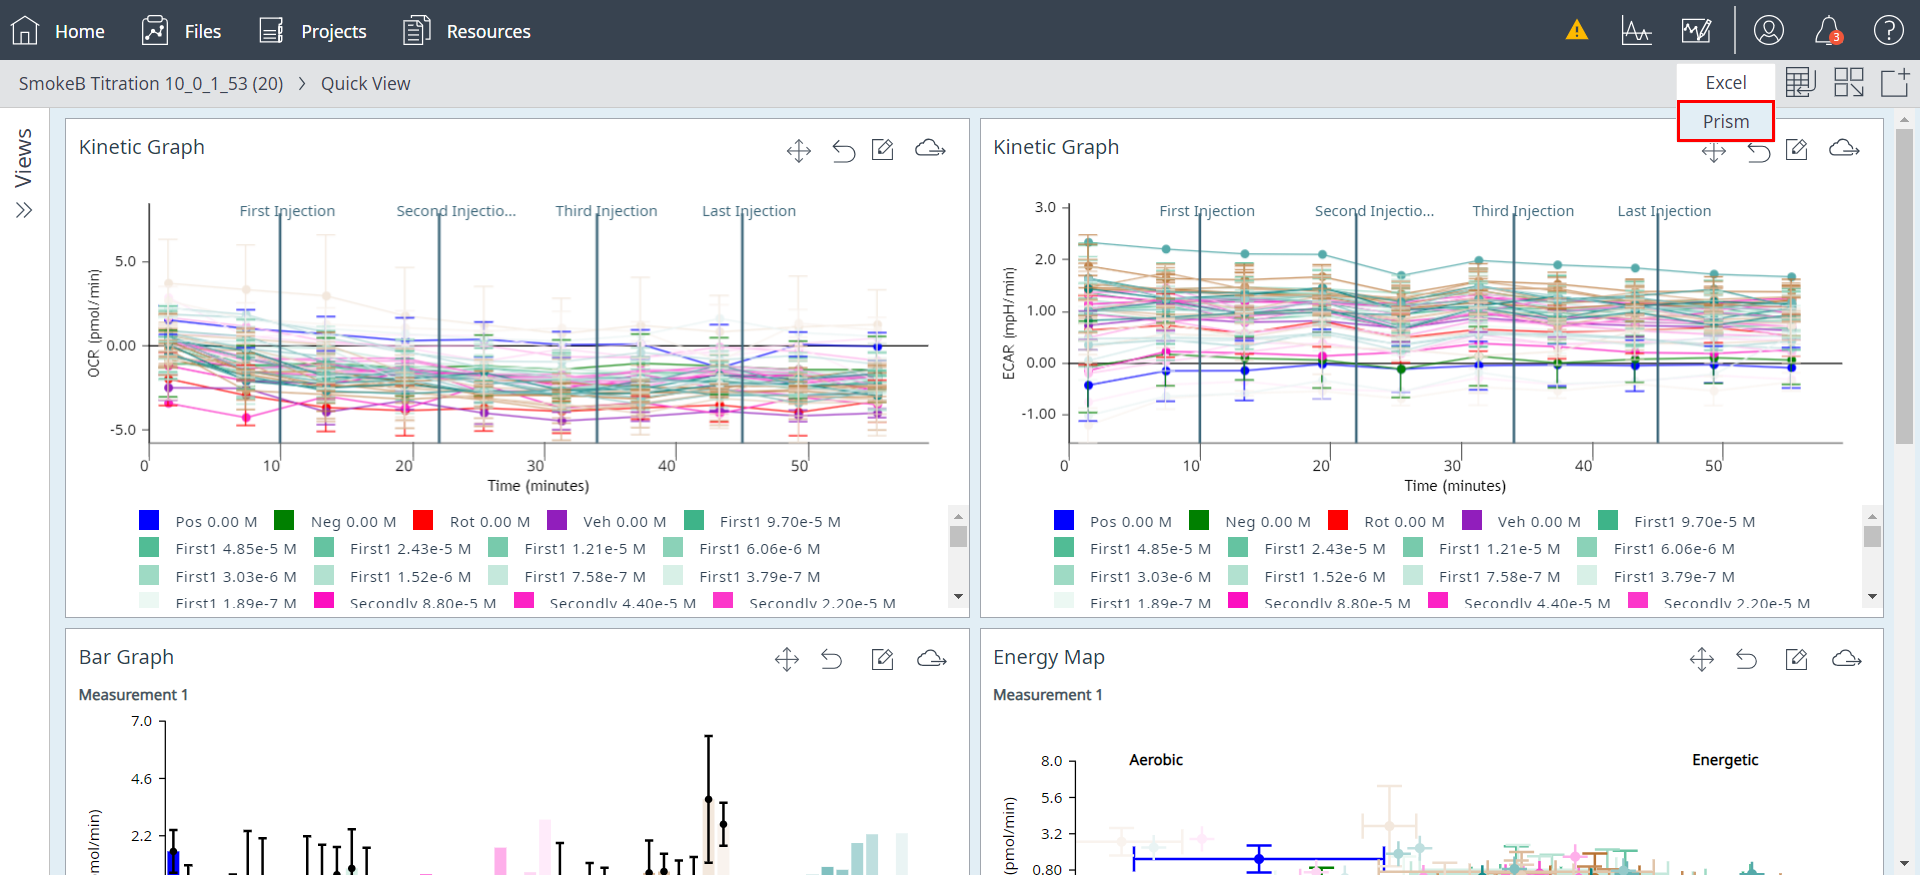 Home Files Projects Resources 3
SmokeB Titration 10_0_1_53 (20) > Quick View Excel
Prism
Views
Kinetic Graph
First Injection Second Injectio... Third Injection Last Injection
OCR (pmol/min)
5.0
0.00
-5.0
0 10 20 30 40 50
Time (minutes)
Pos 0.00 M Neg 0.00 M Rot 0.00 M Veh 0.00 M First1 9.70e-5 M
First1 4.85e-5 M First1 2.43e-5 M First1 1.21e-5 M First1 6.06e-6 M
First1 3.03e-6 M First1 1.52e-6 M First1 7.58e-7 M First1 3.79e-7 M
First1 1.89e-7 M Secondly 8.80e-5 M Secondly 4.40e-5 M Secondly 2.20e-5 M
Kinetic Graph
First Injection Second Injectio... Third Injection Last Injection
ECAR (mpH/min)
3.0
2.0
1.00
0.00
-1.00
0 10 20 30 40 50
Time (minutes)
Pos 0.00 M Neg 0.00 M Rot 0.00 M Veh 0.00 M First1 9.70e-5 M
First1 4.85e-5 M First1 2.43e-5 M First1 1.21e-5 M First1 6.06e-6 M
First1 3.03e-6 M First1 1.52e-6 M First1 7.58e-7 M First1 3.79e-7 M
First1 1.89e-7 M Secondly 8.80e-5 M Secondly 4.40e-5 M Secondly 2.20e-5 M
Bar Graph
Measurement 1
7.0
4.6
2.2
mol/min)
Energy Map
Measurement 1
Aerobic Energetic
8.0
5.6
3.2
0.80
(pmol/min)